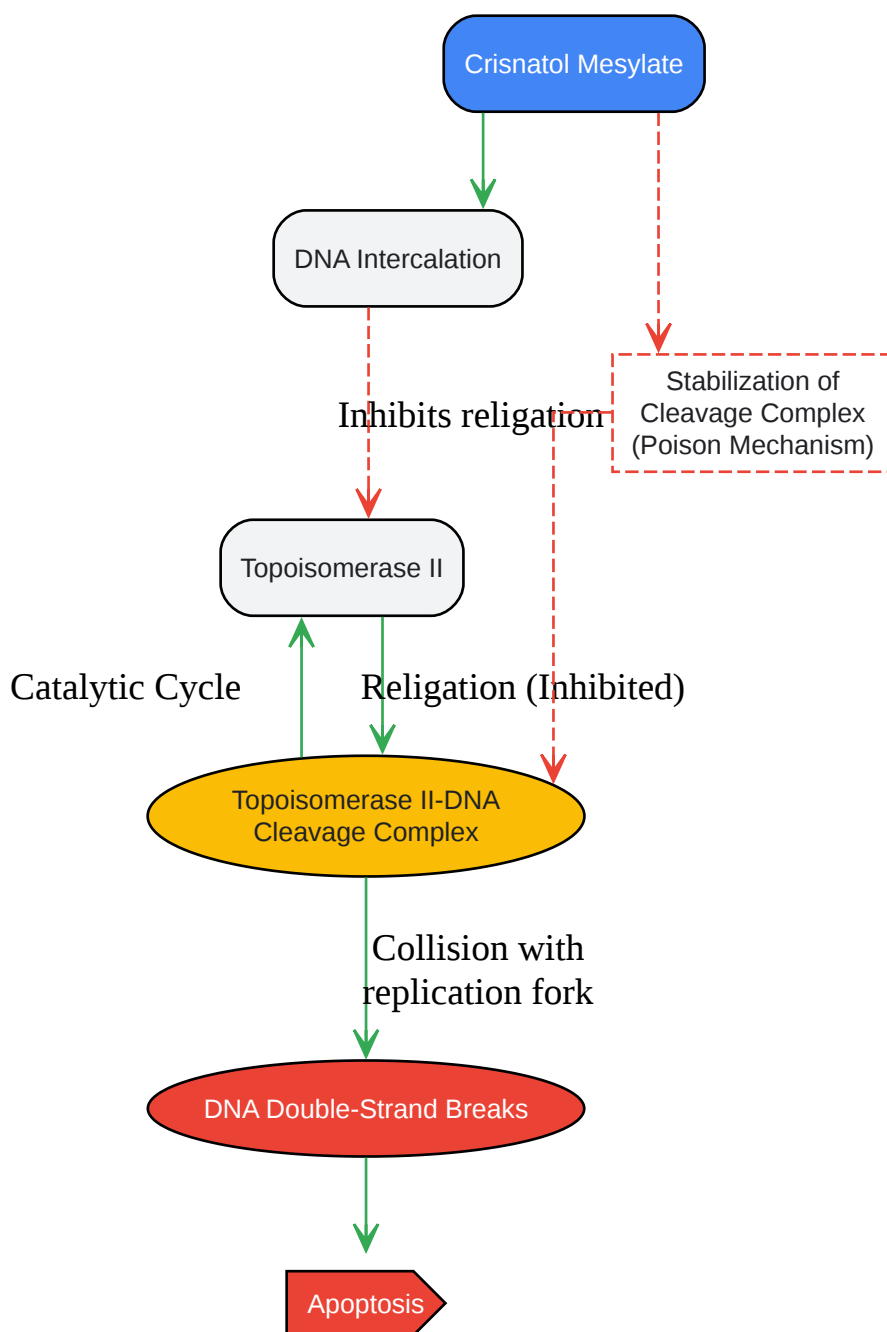 Crisnatol Mesylate
DNA Intercalation
Stabilization of
Cleavage Complex
(Poison Mechanism)
Inhibits religation
Topoisomerase II
Catalytic Cycle
Religation (Inhibited)
Topoisomerase II-DNA
Cleavage Complex
Collision with
replication fork
DNA Double-Strand Breaks
Apoptosis